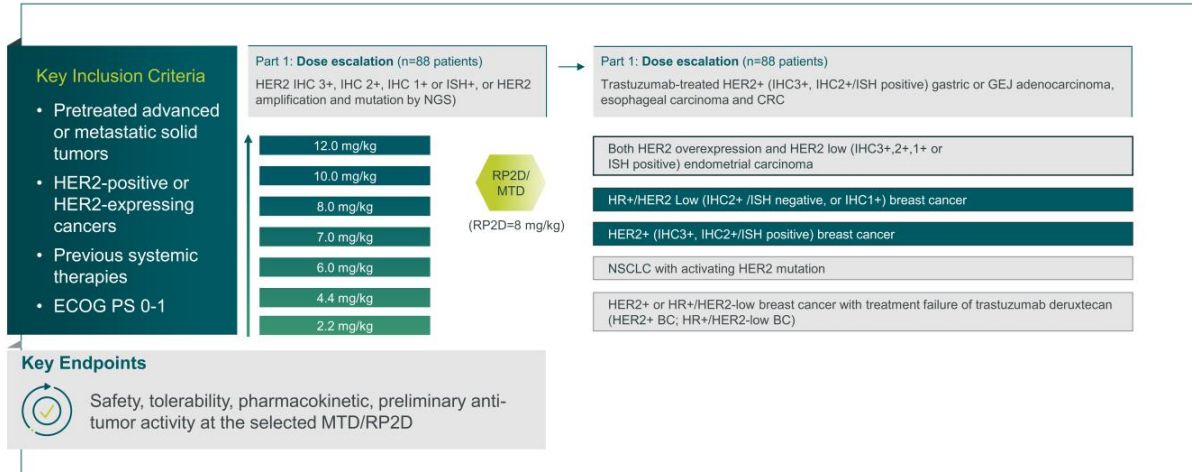 Key Inclusion Criteria
• Pretreated advanced
or metastatic solid
tumors
• HER2-positive or
HER2-expressing
cancers
• Previous systemic
therapies
• ECOG PS 0-1
Part 1: Dose escalation (n=88 patients)
HER2 IHC 3+, IHC 2+, IHC 1+ or ISH+, or HER2
amplification and mutation by NGS)
12.0 mg/kg
10.0 mg/kg
8.0 mg/kg
7.0 mg/kg
6.0 mg/kg
4.4 mg/kg
2.2 mg/kg
RP2D/
MTD
(RP2D=8 mg/kg)
Part 1: Dose escalation (n=88 patients)
Trastuzumab-treated HER2+ (IHC3+, IHC2+/ISH positive) gastric or GEJ adenocarcinoma,
esophageal carcinoma and CRC
Both HER2 overexpression and HER2 low (IHC3+,2+,1+ or
ISH positive) endometrial carcinoma
HR+/HER2 Low (IHC2+ /ISH negative, or IHC1+) breast cancer
HER2+ (IHC3+, IHC2+/ISH positive) breast cancer
NSCLC with activating HER2 mutation
HER2+ or HR+/HER2-low breast cancer with treatment failure of trastuzumab deruxtecan
(HER2+ BC; HR+/HER2-low BC)
Key Endpoints
Safety, tolerability, pharmacokinetic, preliminary anti-
tumor activity at the selected MTD/RP2D